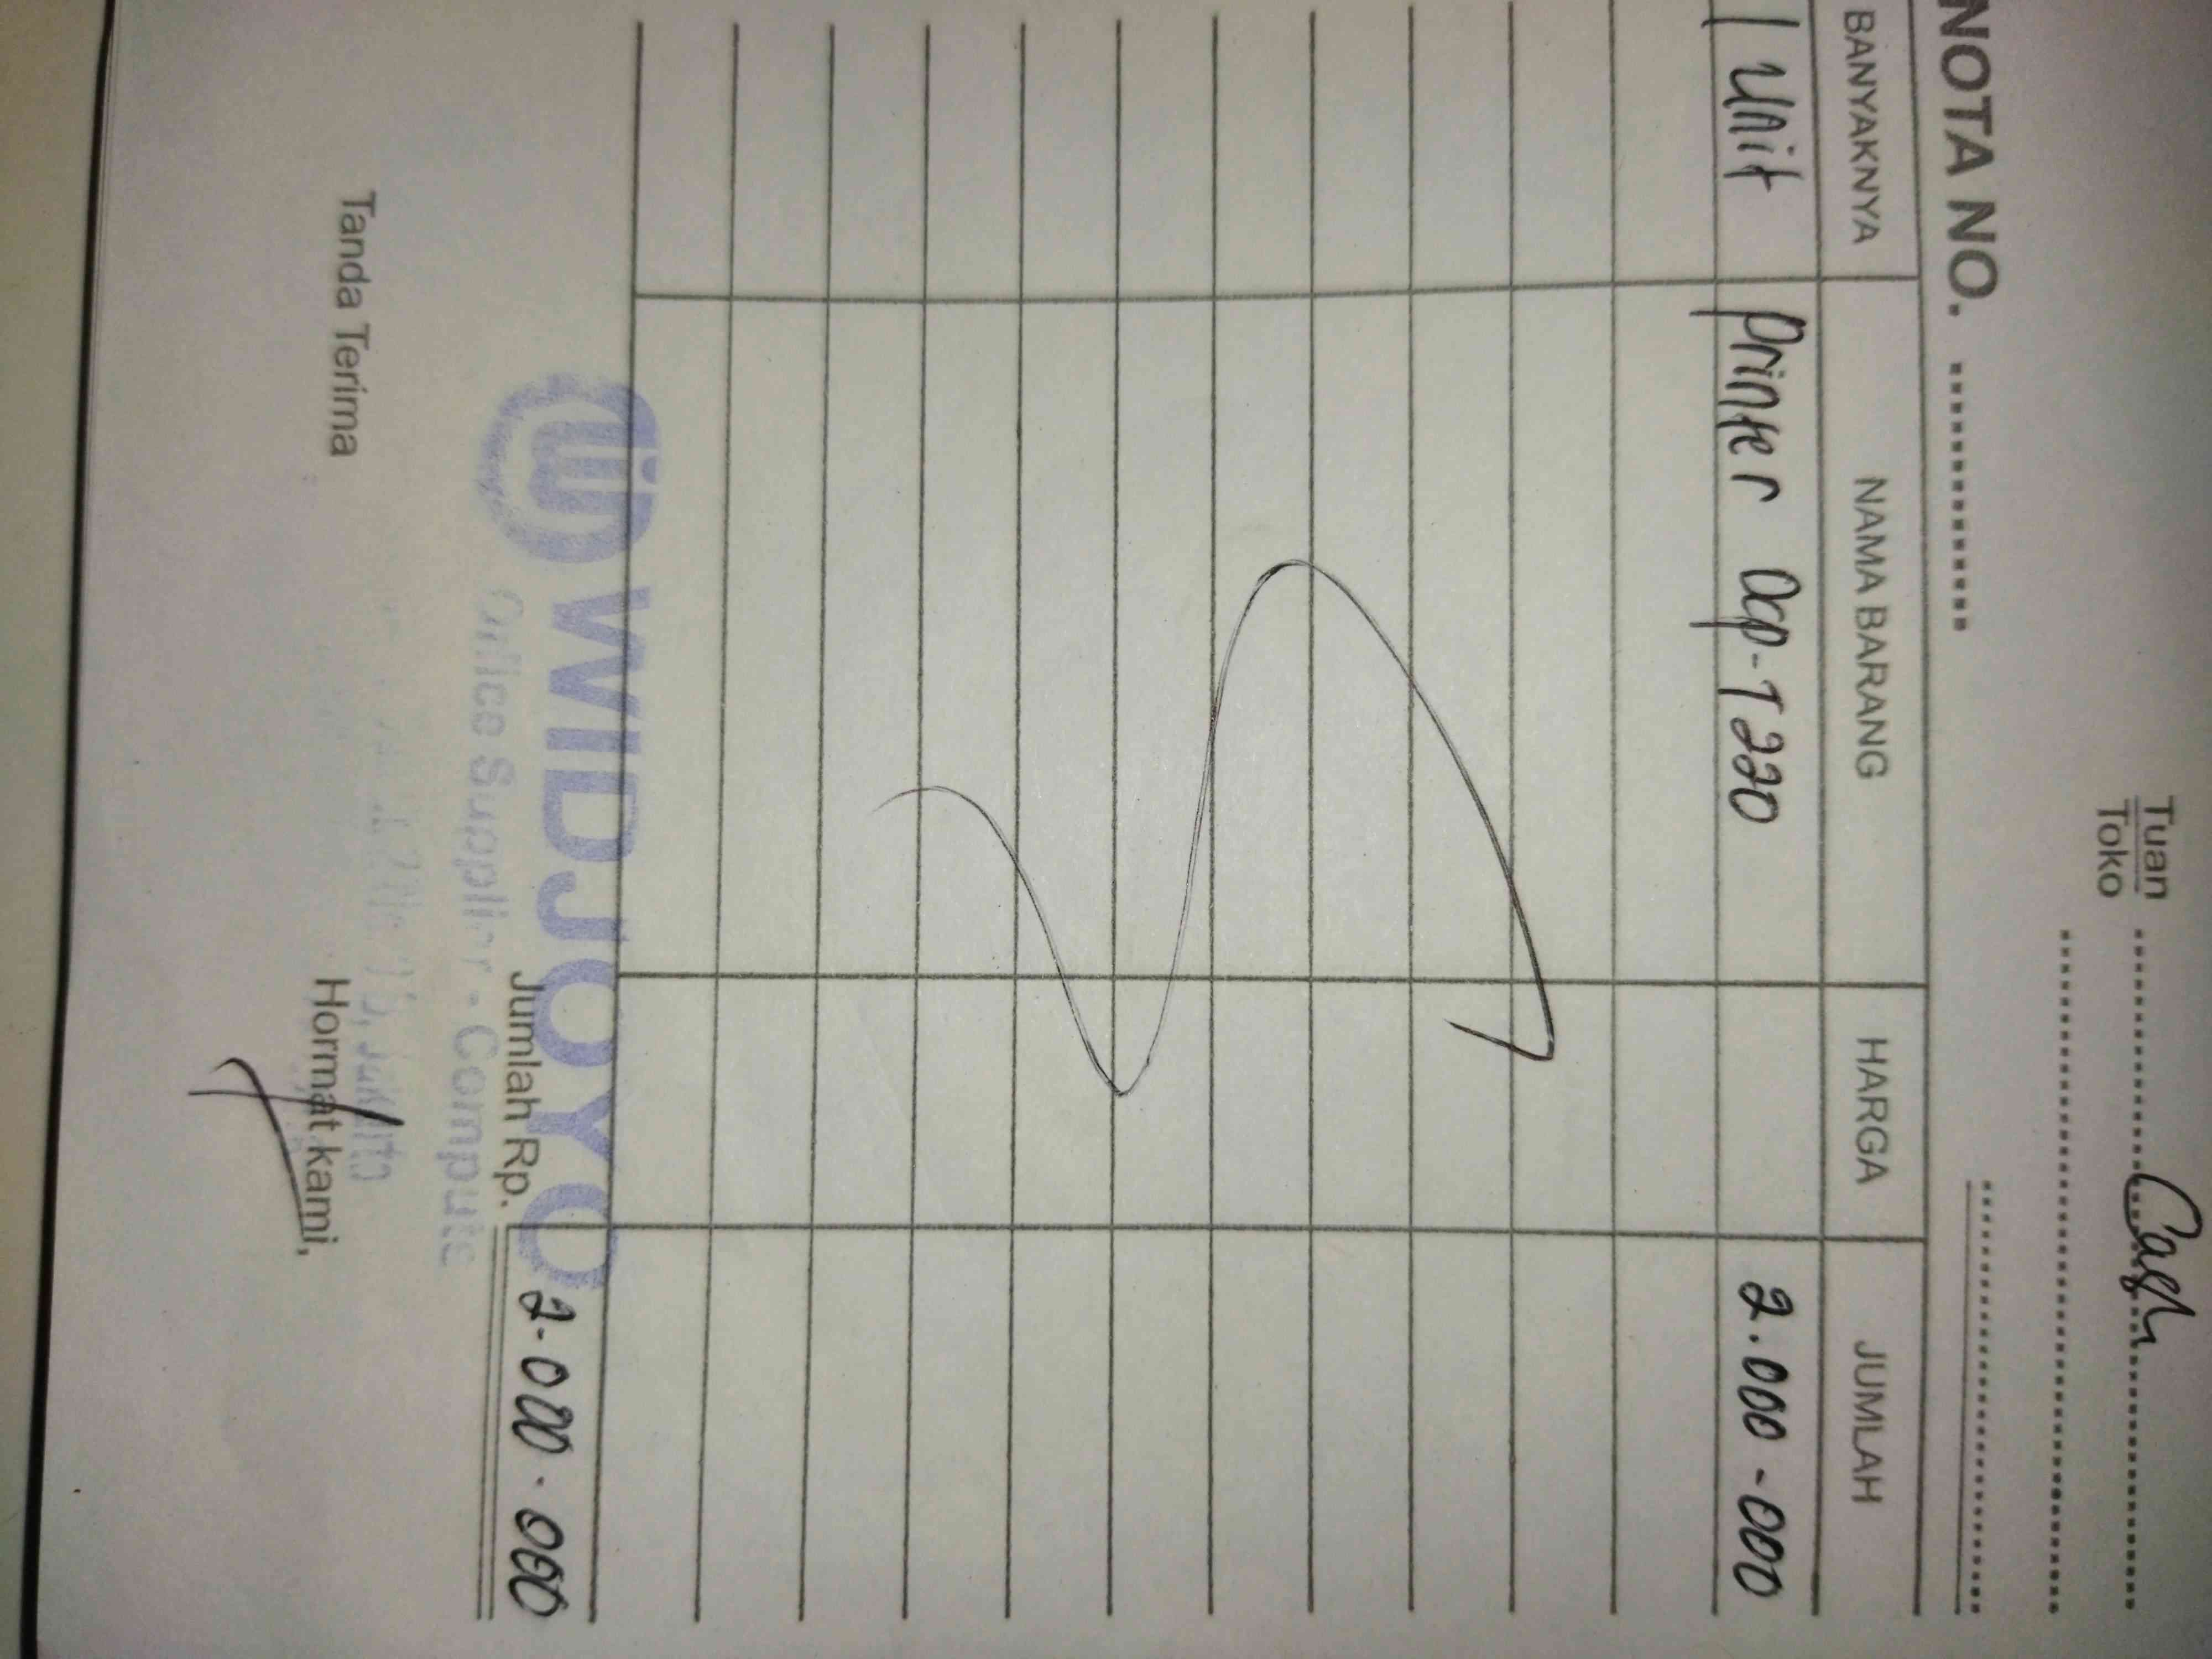 Tuan Cash
Toko
NOTA NO.
BANYAKNYA NAMA BARANG HARGA JUMLAH
1 Unit Printer Dcp-T220 2.000-000
Jumlah Rp. 2-000.000
WIDJOYO
Office Supplier - Compute
Tanda Terima Hormat kami,